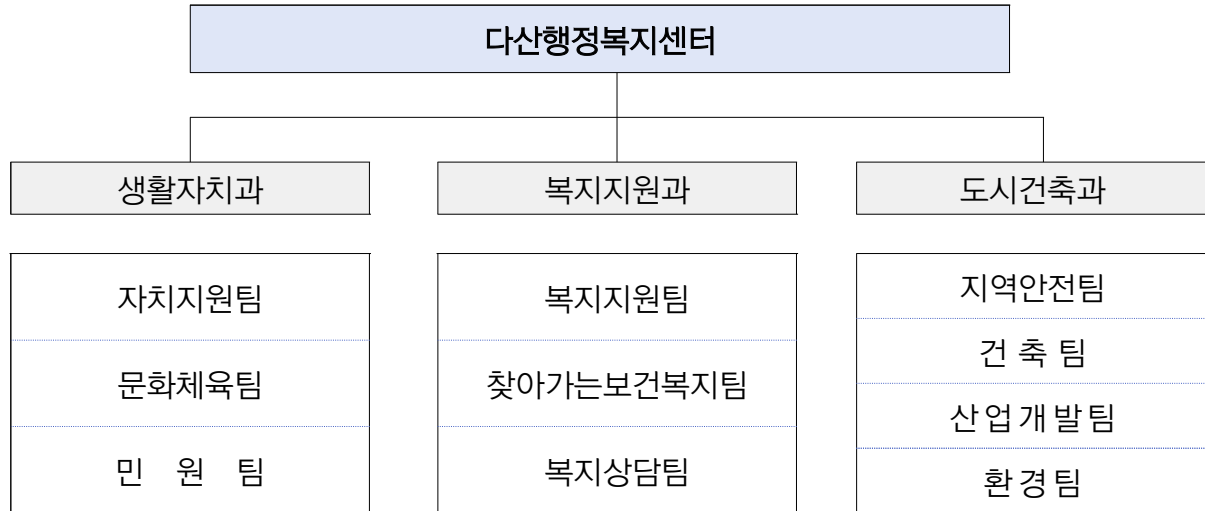 다산행정복지센터
생활자치과
복지지원과
도시건축과
자치지원팀
문화체육팀
민 원 팀
복지지원팀
찾아가는보건복지팀
복지상담팀
지역안전팀
건 축 팀
산업개발팀
환경팀